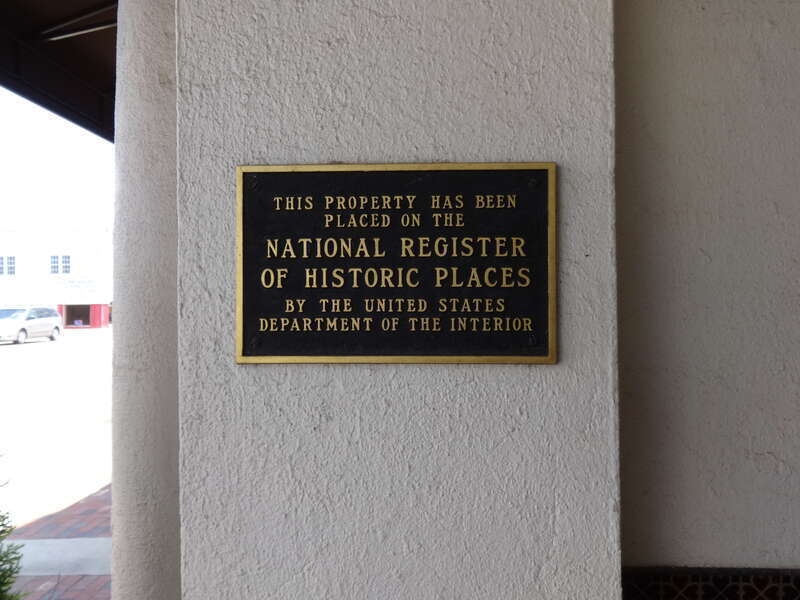 THIS PROPERTY HAS BEEN
PLACED ON THE
NATIONAL REGISTER
OF HISTORIC PLACES
BY THE UNITED STATES
DEPARTMENT OF THE INTERIOR